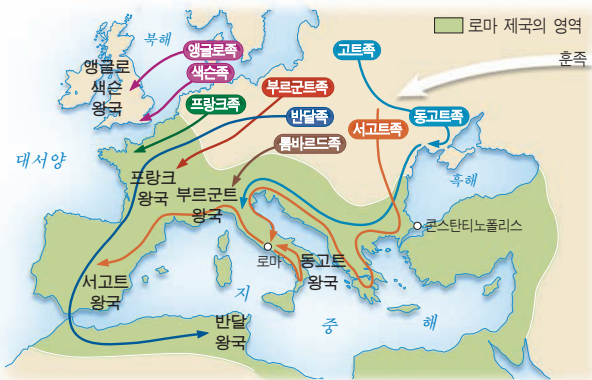 로마 제국의 영역
북해
앵글로족
고트족
훈족
앵글로
색슨
왕국
색슨족
부르군트족
프랑크족
반달족
서고트족
동고트족
롬바르드족
대서양
흑해
프랑크
왕국
부르군트
왕국
콘스탄티노폴리스
로마
동고트
왕국
서고트
왕국
지
중
해
반달
왕국